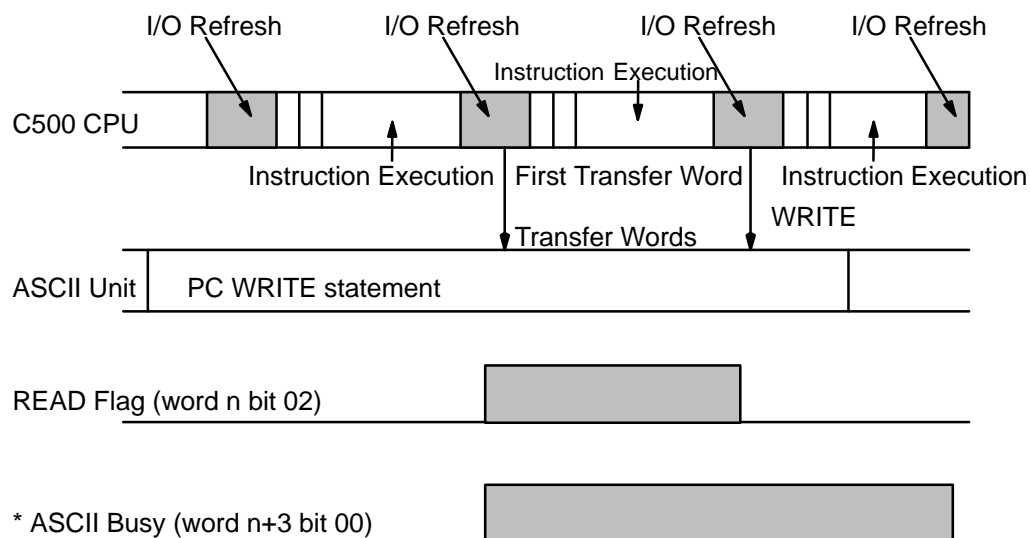 I/O Refresh I/O Refresh I/O Refresh I/O Refresh
Instruction Execution
C500 CPU
Instruction Execution First Transfer Word Instruction Execution
WRITE
Transfer Words
ASCII Unit PC WRITE statement
READ Flag (word n bit 02)
* ASCII Busy (word n+3 bit 00)